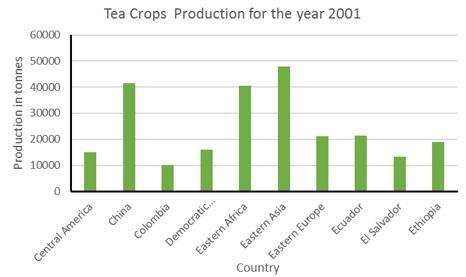 Tea Crops Production for the year 2001
60000
50000
40000
30000
20000
10000
0
Production in tonnes
Central America
China
Colombia
Democratic...
Eastern Africa
Eastern Asia
Eastern Europe
Ecuador
El Salvador
Ethiopia
Country